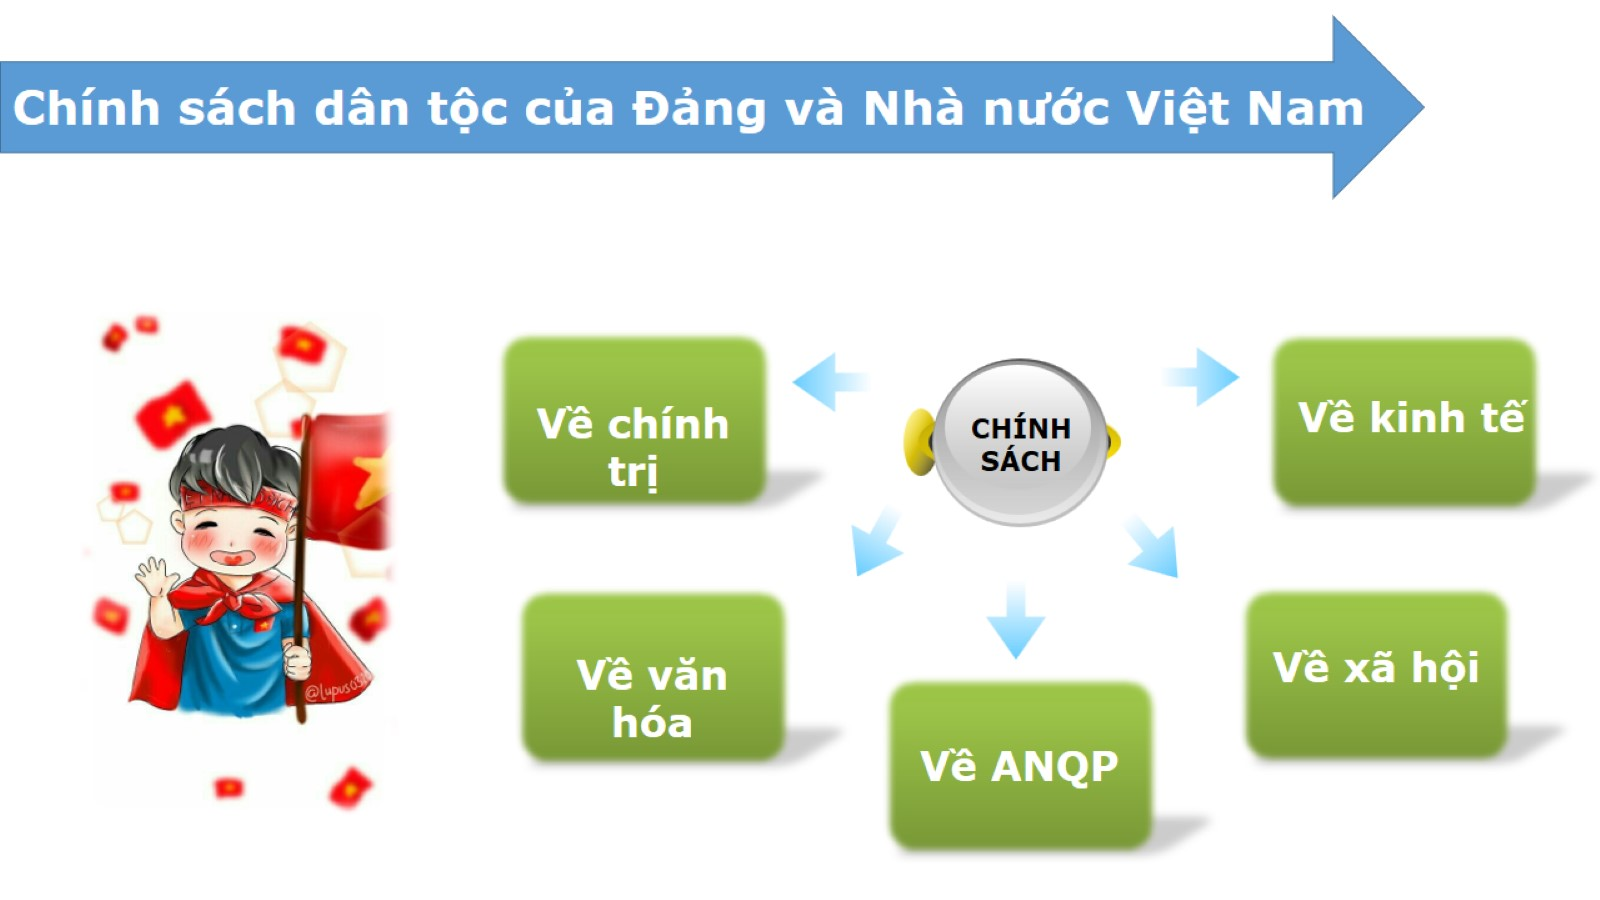 Chính sách dân tộc của Đảng và Nhà nước Việt Nam
Về chính
trị
CHÍNH
SÁCH
Về kinh tế
Về văn
hóa
Về ANQP
Về xã hội